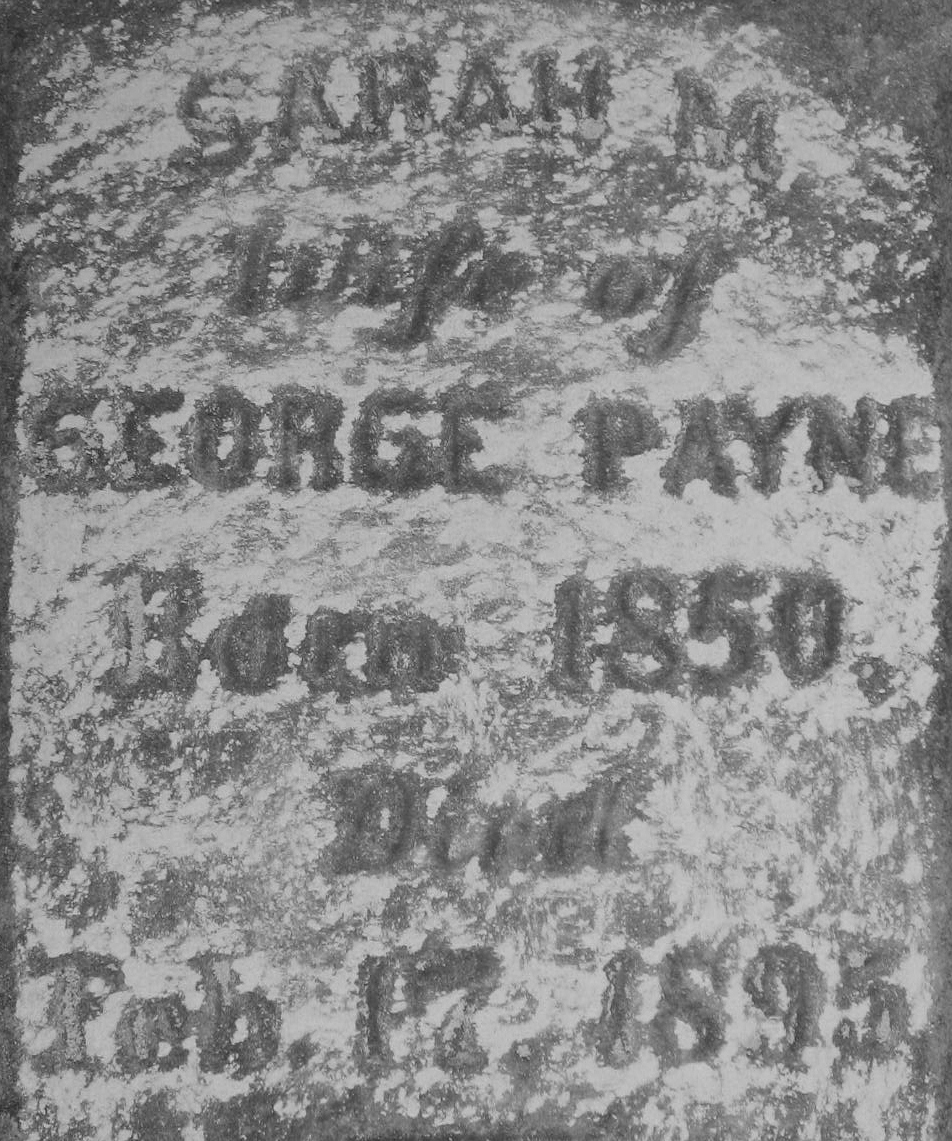 SARAH M
Wife of
GEORGE PAYNE
Born 1850.
Died
Feb. 17. 1895